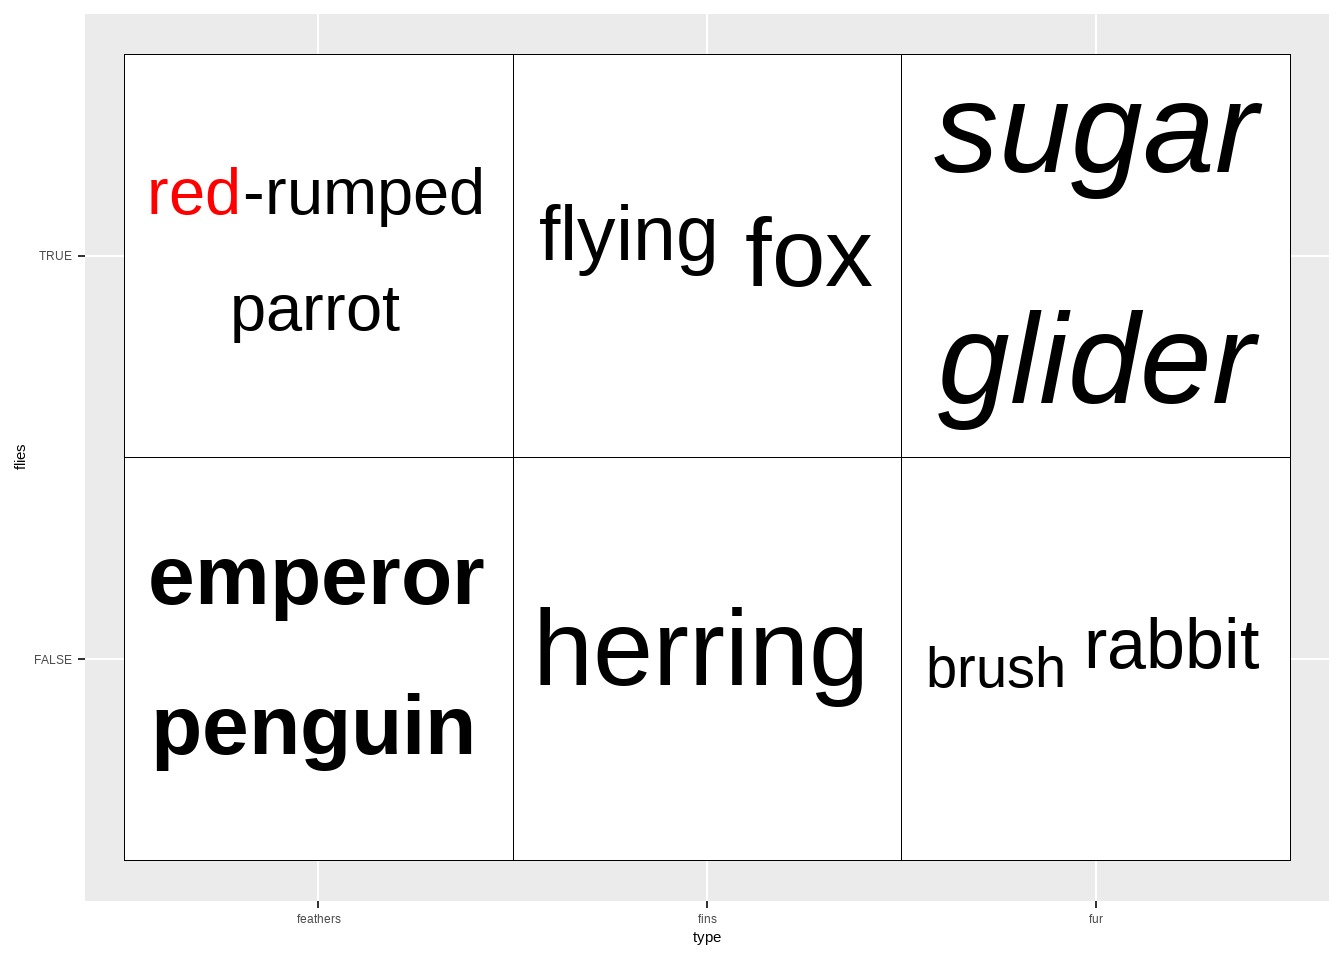 sugar
red-rumped
flying fox
TRUE
parrot
glider
flies
emperor
herring
brush rabbit
FALSE
penguin
feathers
fins
fur
type